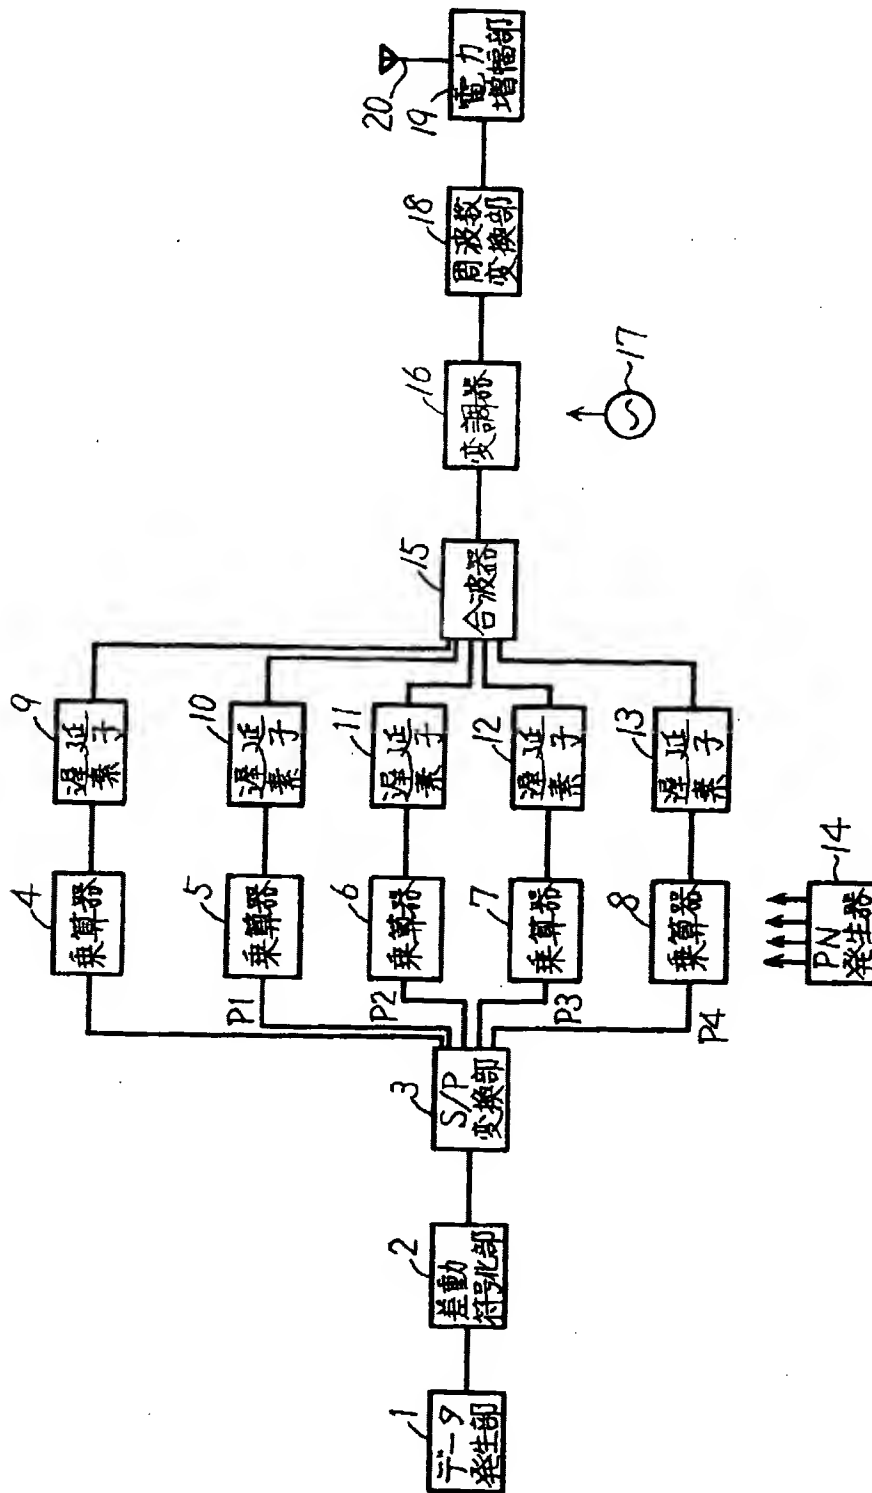 1
データ
発生部
2
差動
符号化部
3
S/P
変換部
P1
P2
P3
P4
4
乗算器
5
乗算器
6
乗算器
7
乗算器
8
乗算器
9
遅延
素子
10
遅延
素子
11
遅延
素子
12
遅延
素子
13
遅延
素子
14
PN
発生器
15
合波器
16
変調器
17
18
周波数
変換部
19
電力
増幅部
20